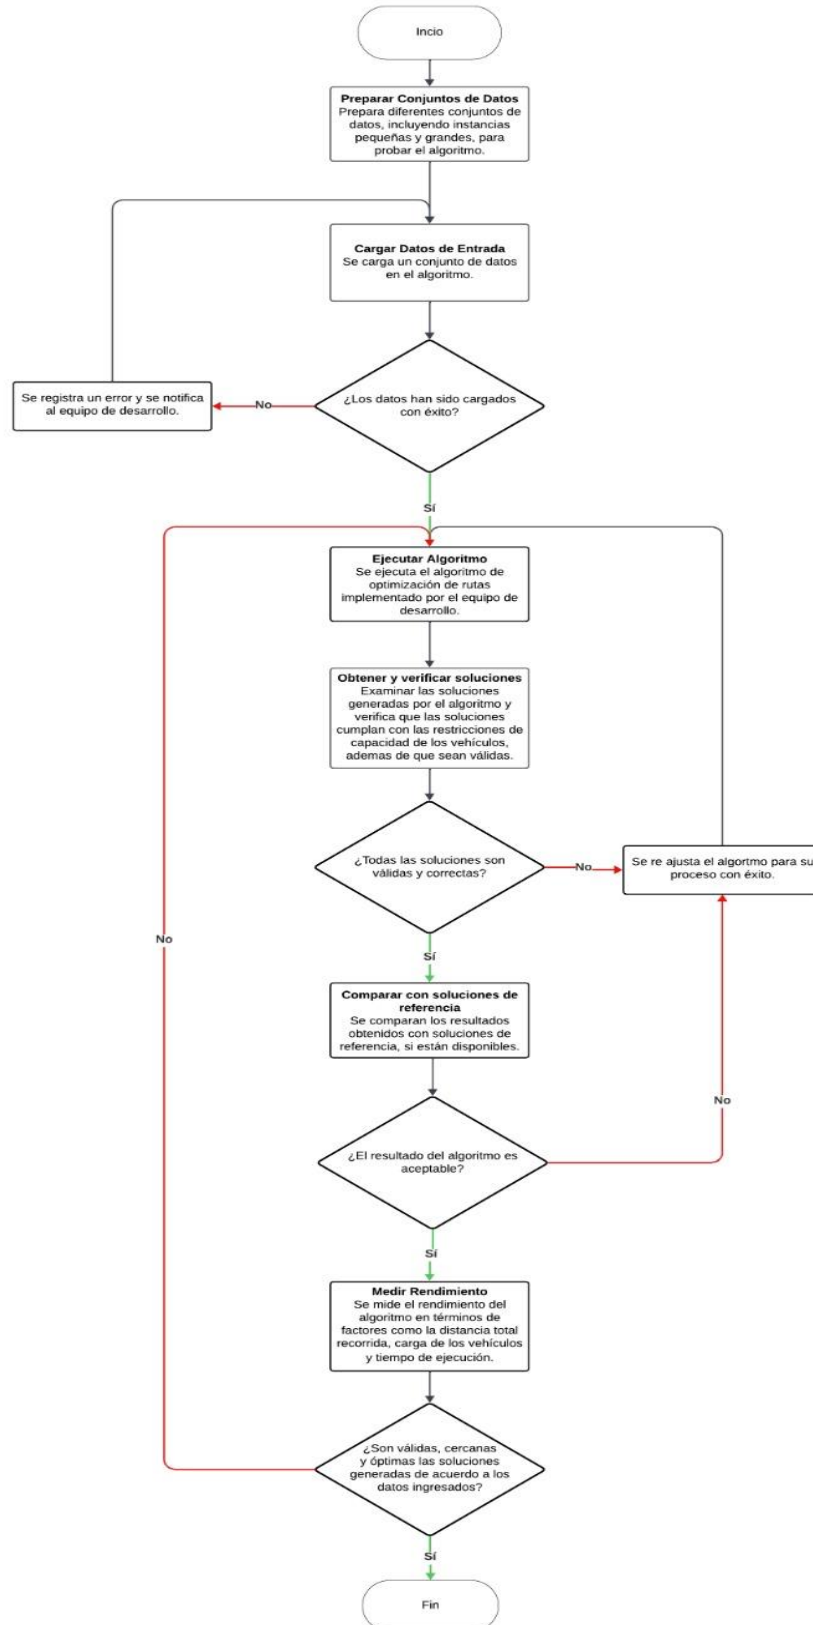 Incio
Preparar Conjuntos de Datos
Prepara diferentes conjuntos de
datos, incluyendo instancias
pequeñas y grandes, para
probar el algoritmo.
Cargar Datos de Entrada
Se carga un conjunto de datos
en el algoritmo.
¿Los datos han sido cargados
con éxito?
No
Se registra un error y se notifica
al equipo de desarrollo.
Sí
Ejecutar Algoritmo
Se ejecuta el algoritmo de
optimización de rutas
implementado por el equipo de
desarrollo.
Obtener y verificar soluciones
Examinar las soluciones
generadas por el algoritmo y
verifica que las soluciones
cumplan con las restricciones de
capacidad de los vehículos,
ademas de que sean válidas.
¿Todas las soluciones son
válidas y correctas?
No
Se re ajusta el algortmo para su
proceso con éxito.
No
Sí
Comparar con soluciones de
referencia
Se comparan los resultados
obtenidos con soluciones de
referencia, si están disponibles.
No
¿El resultado del algoritmo es
aceptable?
Sí
Medir Rendimiento
Se mide el rendimiento del
algoritmo en términos de
factores como la distancia total
recorrida, carga de los vehículos
y tiempo de ejecución.
¿Son válidas, cercanas
y óptimas las soluciones
generadas de acuerdo a los
datos ingresados?
Sí
Fin